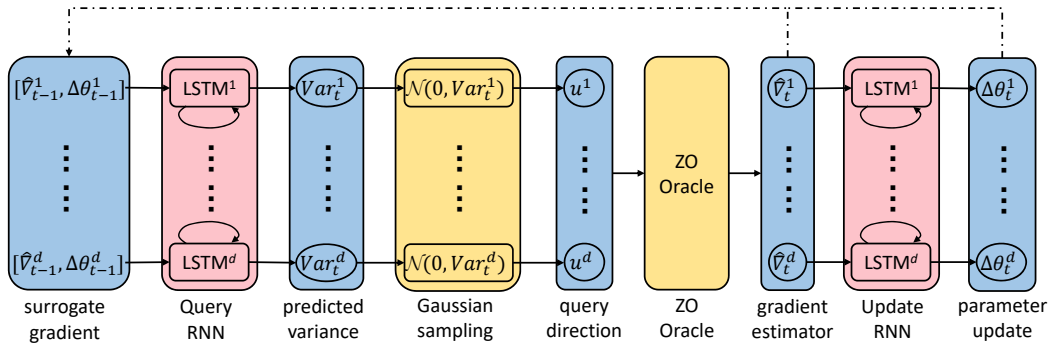 [∇̂¹ₜ₋₁, Δθ¹ₜ₋₁] LSTM¹ Var¹ₜ 𝒩(0, Var¹ₜ) u¹ ∇̂¹ₜ LSTM¹ Δθ¹ₜ
ZO
Oracle
[∇̂ᵈₜ₋₁, Δθᵈₜ₋₁] LSTMᵈ Varᵈₜ 𝒩(0, Varᵈₜ) uᵈ ∇̂ᵈₜ LSTMᵈ Δθᵈₜ
surrogate
gradient
Query
RNN
predicted
variance
Gaussian
sampling
query
direction
ZO
Oracle
gradient
estimator
Update
RNN
parameter
update